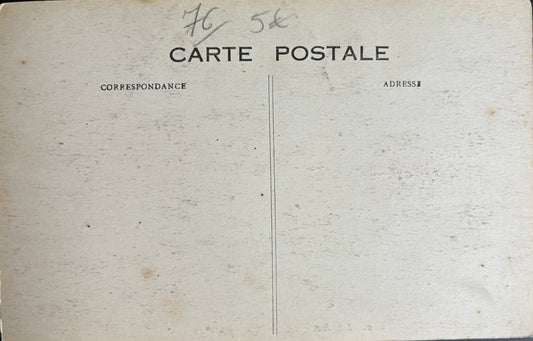 76/ 5€
CARTE POSTALE
CORRESPONDANCE
ADRESSE